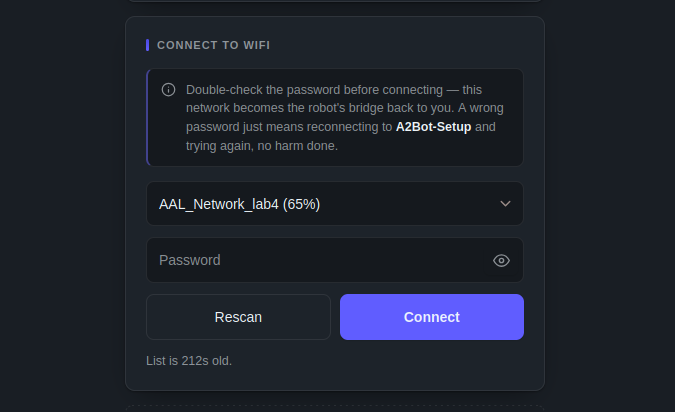 CONNECT TO WIFI
Double-check the password before connecting — this
network becomes the robot's bridge back to you. A wrong
password just means reconnecting to A2Bot-Setup and
trying again, no harm done.
AAL_Network_lab4 (65%)
Password
Rescan Connect
List is 212s old.